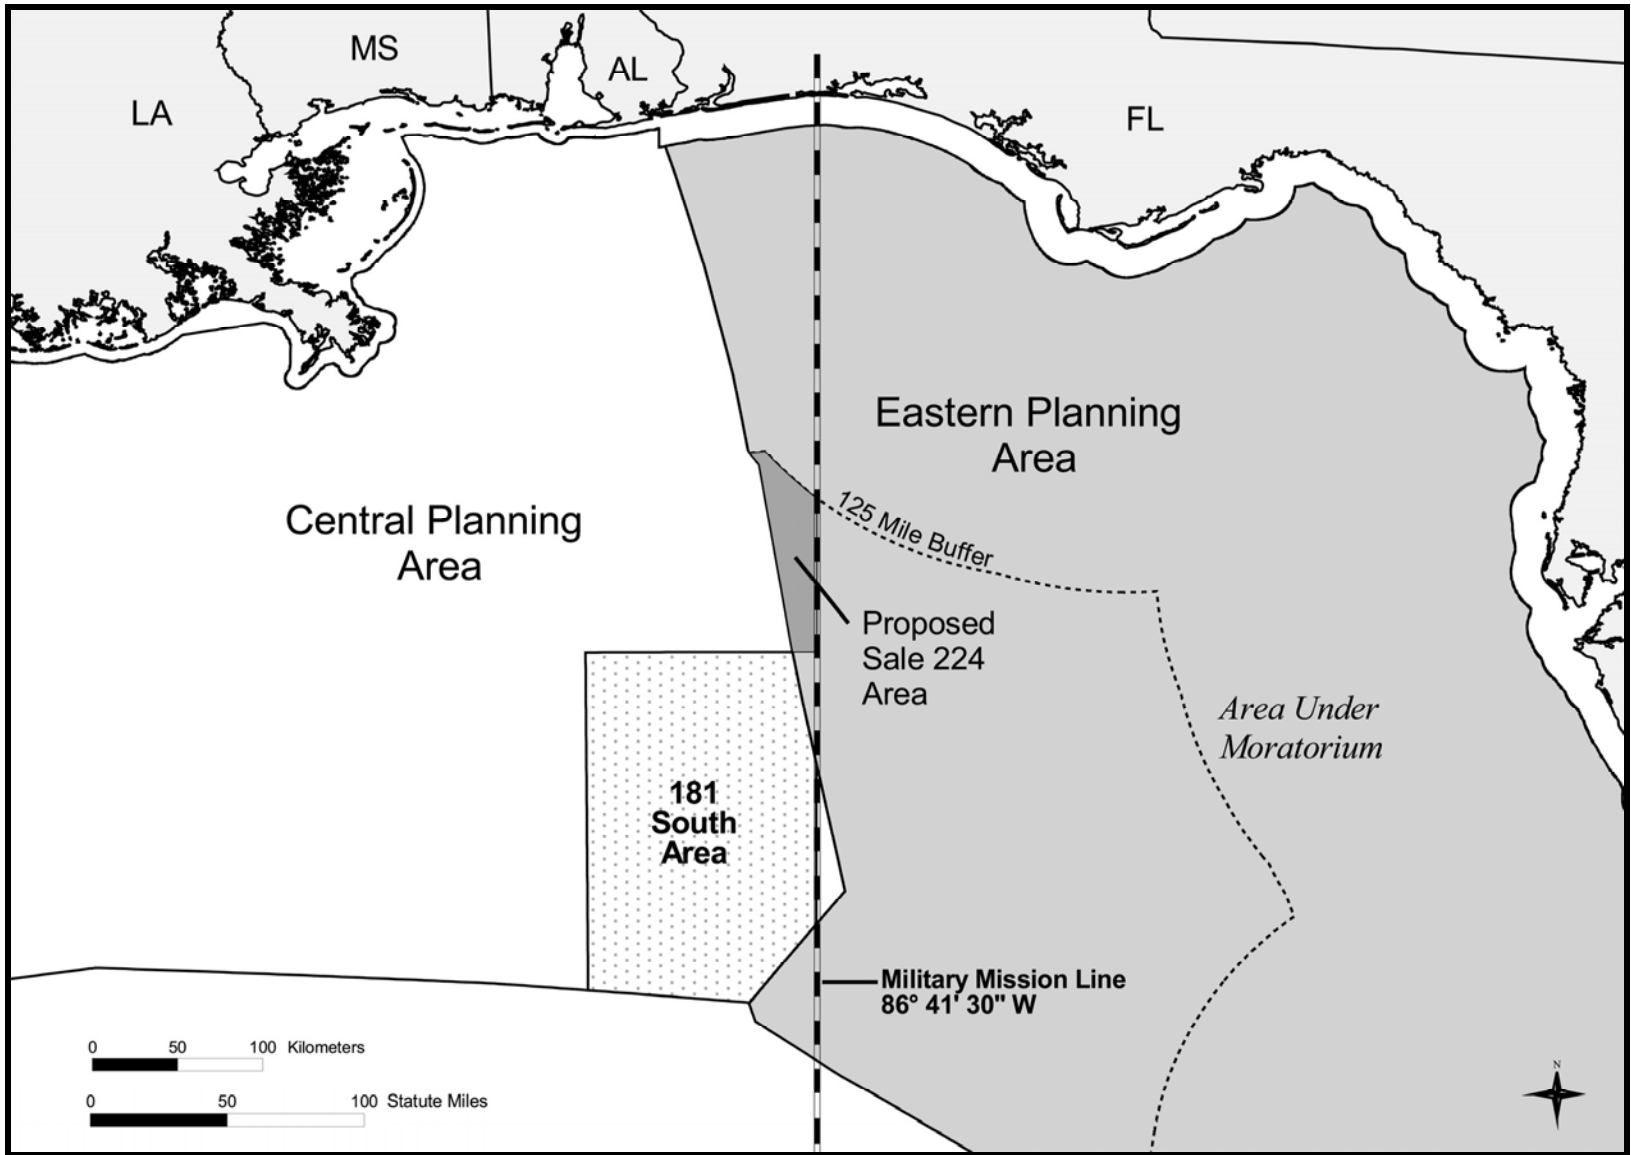 MS
AL
LA
FL
Eastern Planning
Area
125 Mile Buffer
Central Planning
Area
Proposed
Sale 224
Area
Area Under
Moratorium
181
South
Area
Military Mission Line
86° 41' 30" W
0 50 100 Kilometers
0 50 100 Statute Miles
N